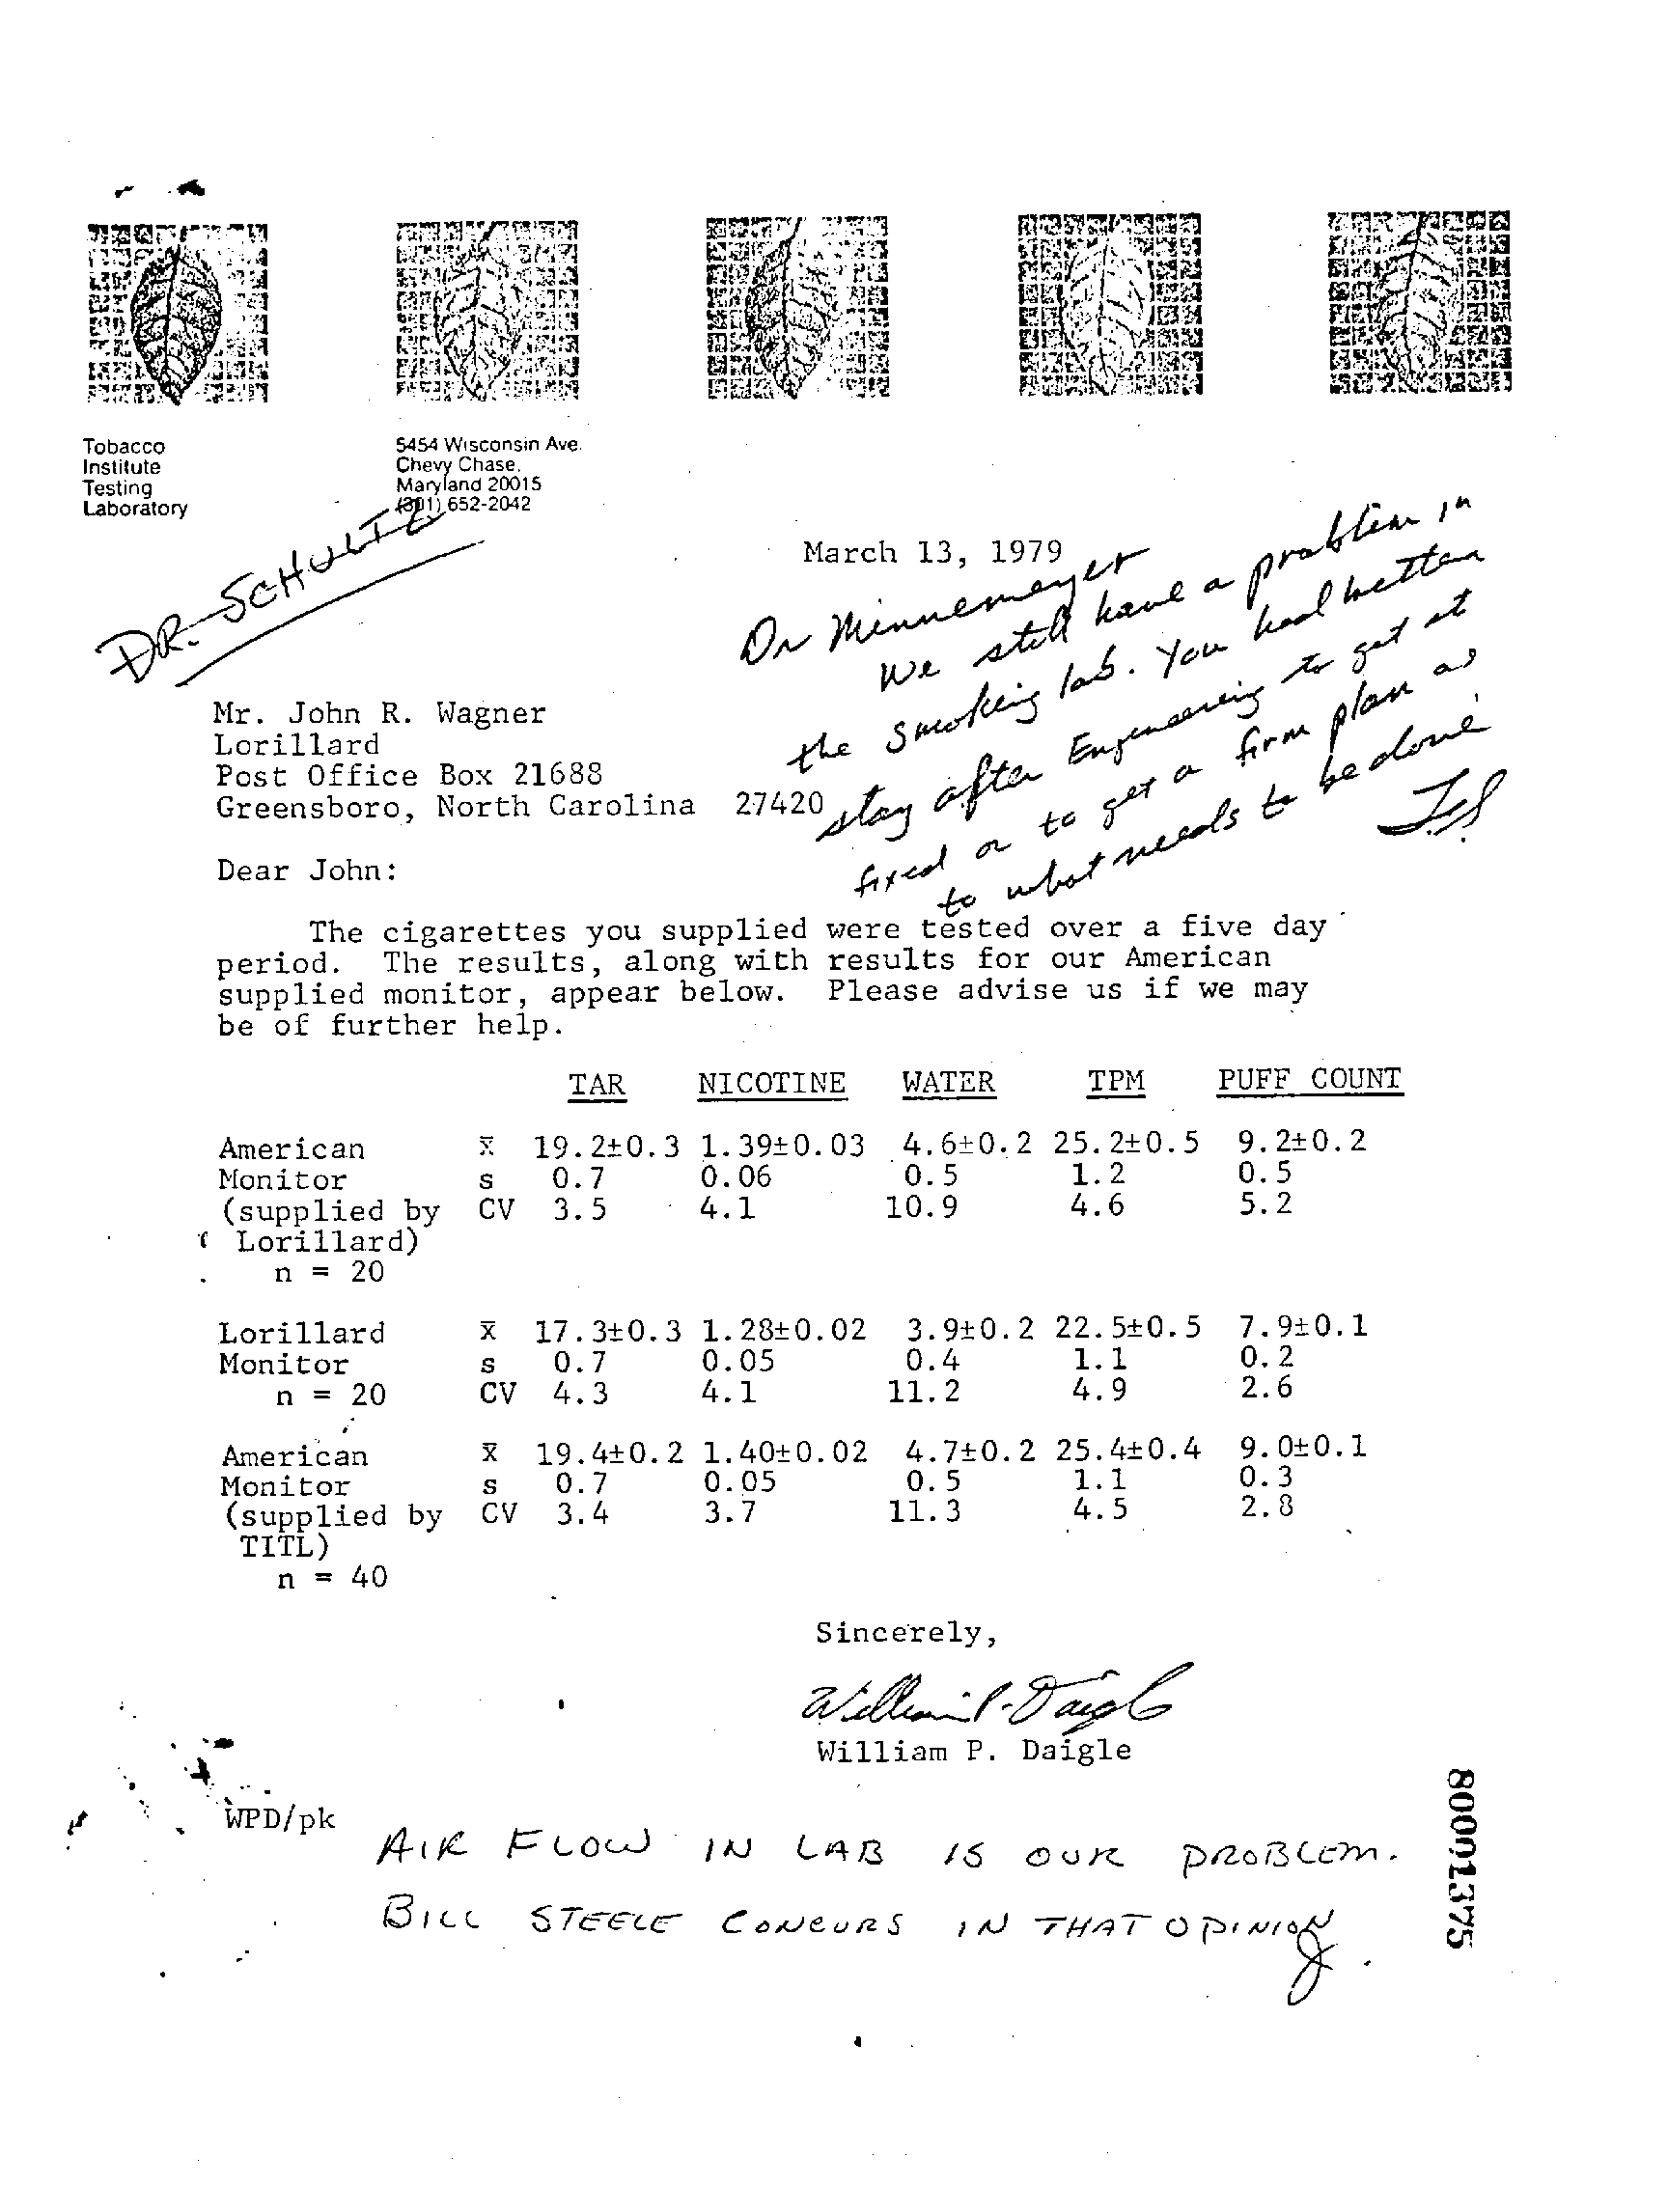 Tobacco
Institute
Testing
Laboratory
5454 Wisconsin Ave.
Chevy Chase,
Maryland 20015
(301) 652-2042
DR. SCHULTZ
March 13, 1979
Dr Minnemeyer
We still have a problem in
the smoking lab. You had better
stay after Engineering to get it
fixed or to get a firm plan as
to what needs to be done
Mr. John R. Wagner
Lorillard
Post Office Box 21688
Greensboro, North Carolina 27420
Dear John:
The cigarettes you supplied were tested over a five day
period. The results, along with results for our American
supplied monitor, appear below. Please advise us if we may
be of further help.
TAR NICOTINE WATER TPM PUFF COUNT
American x̄ 19.2±0.3 1.39±0.03 4.6±0.2 25.2±0.5 9.2±0.2
Monitor s 0.7 0.06 0.5 1.2 0.5
(supplied by CV 3.5 4.1 10.9 4.6 5.2
Lorillard)
n = 20
Lorillard x̄ 17.3±0.3 1.28±0.02 3.9±0.2 22.5±0.5 7.9±0.1
Monitor s 0.7 0.05 0.4 1.1 0.2
n = 20 CV 4.3 4.1 11.2 4.9 2.6
American x̄ 19.4±0.2 1.40±0.02 4.7±0.2 25.4±0.4 9.0±0.1
Monitor s 0.7 0.05 0.5 1.1 0.3
(supplied by CV 3.4 3.7 11.3 4.5 2.8
TITL)
n = 40
Sincerely,
William P. Daigle
William P. Daigle
WPD/pk
AIR FLOW IN LAB IS OUR PROBLEM.
BILL STEELE CONCURS IN THAT OPINION
80001375